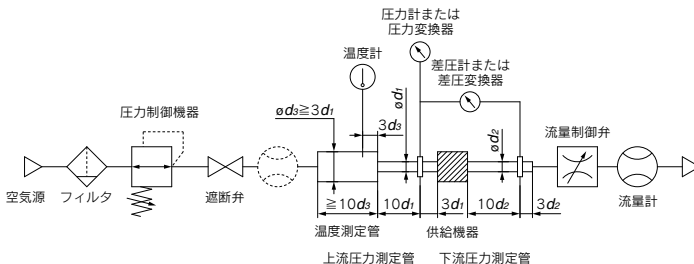 圧力計または
圧力変換器
温度計
差圧計または
差圧変換器
圧力制御機器
ød₃≧3d₁
ød₁
3d₃
ød₂
流量制御弁
空気源
フィルタ
遮断弁
≧10d₃
10d₁
3d₁
10d₂
3d₂
流量計
温度測定管
供給機器
上流圧力測定管
下流圧力測定管